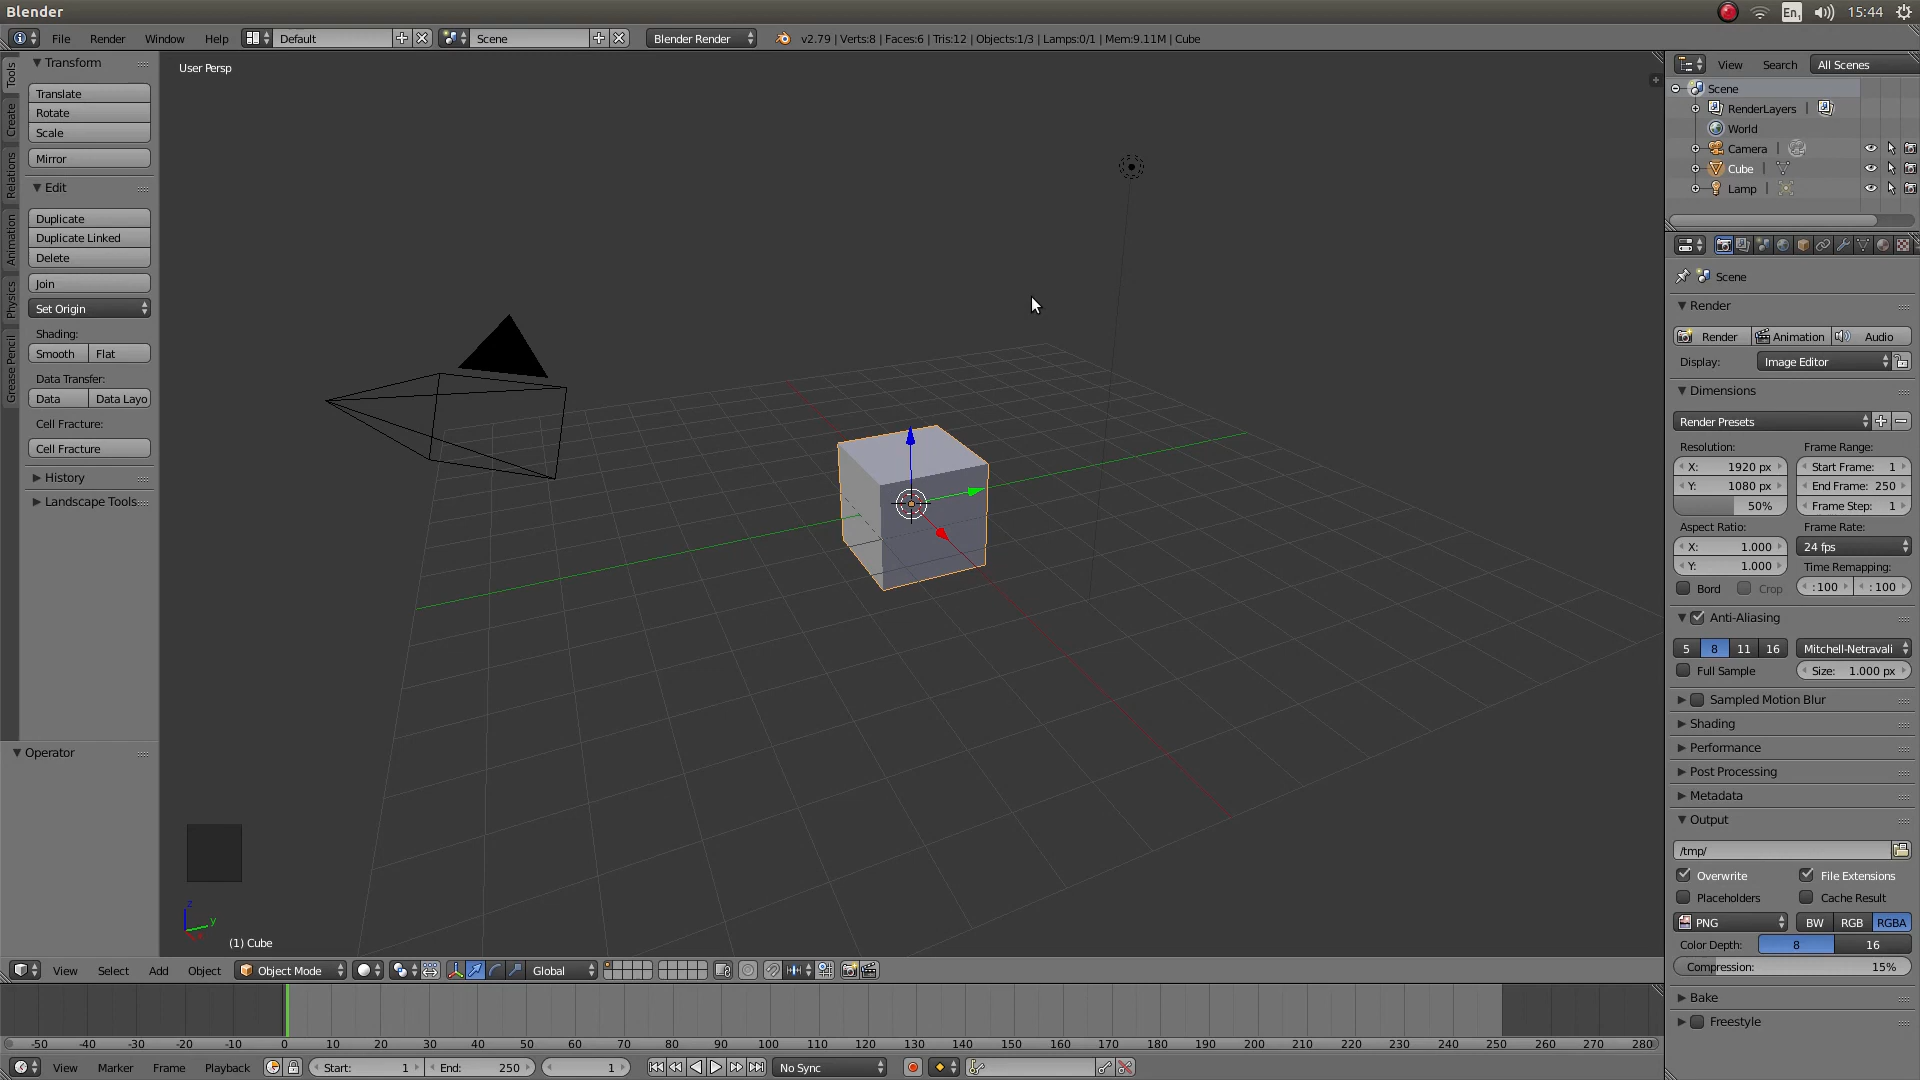 Blender
En1 15:44
File Render Window Help Default Scene Blender Render v2.79 | Verts:8 | Faces:6 | Tris:12 | Objects:1/3 | Lamps:0/1 | Mem:9.11M | Cube
Tools
Create
Relations
Animation
Physics
Grease Pencil
Transform
Translate
Rotate
Scale
Mirror
Edit
Duplicate
Duplicate Linked
Delete
Join
Set Origin
Shading:
Smooth Flat
Data Transfer:
Data Data Layo
Cell Fracture:
Cell Fracture
History
Landscape Tools
Operator
User Persp
z
y
x
(1) Cube
View Select Add Object Object Mode Global
-50 -40 -30 -20 -10 0 10 20 30 40 50 60 70 80 90 100 110 120 130 140 150 160 170 180 190 200 210 220 230 240 250 260 270 280
View Marker Frame Playback Start: 1 End: 250 1 No Sync
View Search All Scenes
Scene
RenderLayers |
World
Camera |
Cube |
Lamp |
Scene
Render
Render Animation Audio
Display: Image Editor
Dimensions
Render Presets
Resolution: Frame Range:
X: 1920 px Start Frame: 1
Y: 1080 px End Frame: 250
50% Frame Step: 1
Aspect Ratio: Frame Rate:
X: 1.000 24 fps
Y: 1.000 Time Remapping:
Bord Crop :100 :100
Anti-Aliasing
5 8 11 16 Mitchell-Netravali
Full Sample Size: 1.000 px
Sampled Motion Blur
Shading
Performance
Post Processing
Metadata
Output
/tmp/
Overwrite File Extensions
Placeholders Cache Result
PNG BW RGB RGBA
Color Depth: 8 16
Compression: 15%
Bake
Freestyle